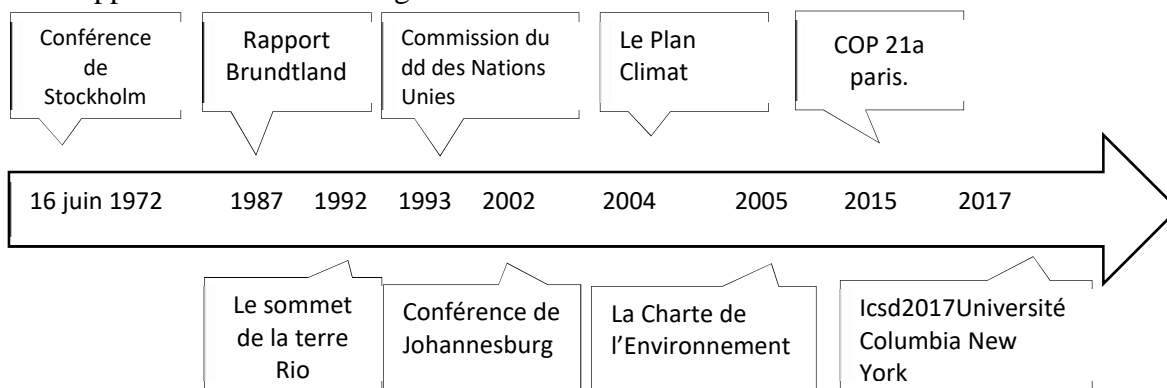 Conférence
de
Stockholm
Rapport
Brundtland
Commission du
dd des Nations
Unies
Le Plan
Climat
COP 21a
paris.
16 juin 1972
1987
1992
1993
2002
2004
2005
2015
2017
Le sommet
de la terre
Rio
Conférence de
Johannesburg
La Charte de
l’Environnement
Icsd2017Université
Columbia New
York